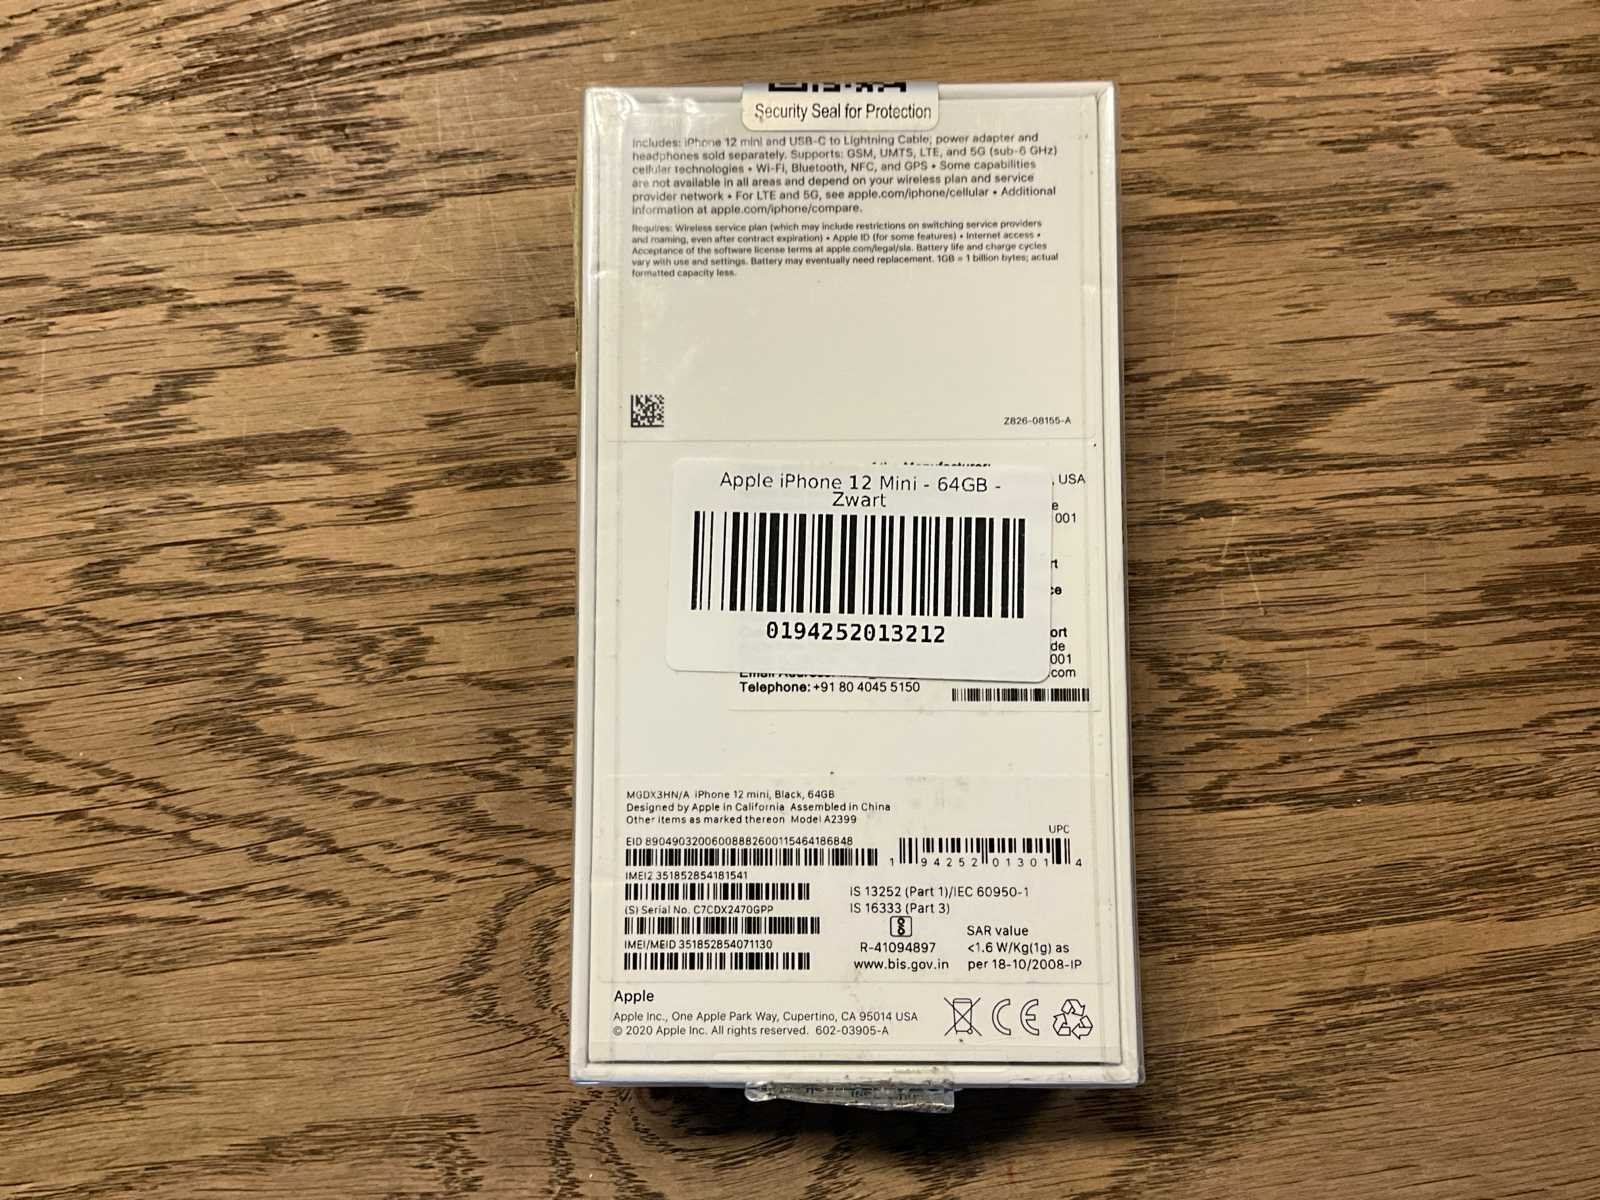 Security Seal for Protection
Includes: iPhone 12 mini and USB-C to Lightning Cable; power adapter and
headphones sold separately. Supports: GSM, UMTS, LTE, and 5G (sub-6 GHz)
cellular technologies • Wi-Fi, Bluetooth, NFC, and GPS • Some capabilities
are not available in all areas and depend on your wireless plan and service
provider network • For LTE and 5G, see apple.com/iphone/cellular • Additional
information at apple.com/iphone/compare.
Requires: Wireless service plan (which may include restrictions on switching service providers
and roaming, even after contract expiration) • Apple ID (for some features) • Internet access •
Acceptance of the software license terms at apple.com/legal/sla. Battery life and charge cycles
vary with use and settings. Battery may eventually need replacement. 1GB = 1 billion bytes; actual
formatted capacity less.
Z826-08155-A
, USA
e
001
Apple iPhone 12 Mini - 64GB -
Zwart
0194252013212
rt
ce
ort
de
001
.com
Telephone: +91 80 4045 5150
MGDX3HN/A iPhone 12 mini, Black, 64GB
Designed by Apple in California Assembled in China
Other items as marked thereon Model A2399
UPC
EID 89049032006008882600115464186848
1 94252 01301 4
IMEI2 351852854181541
(S) Serial No. C7CDX2470GPP
IMEI/MEID 351852854071130
IS 13252 (Part 1)/IEC 60950-1
IS 16333 (Part 3)
R-41094897
www.bis.gov.in
SAR value
<1.6 W/Kg(1g) as
per 18-10/2008-IP
Apple
Apple Inc., One Apple Park Way, Cupertino, CA 95014 USA
© 2020 Apple Inc. All rights reserved. 602-03905-A
CE